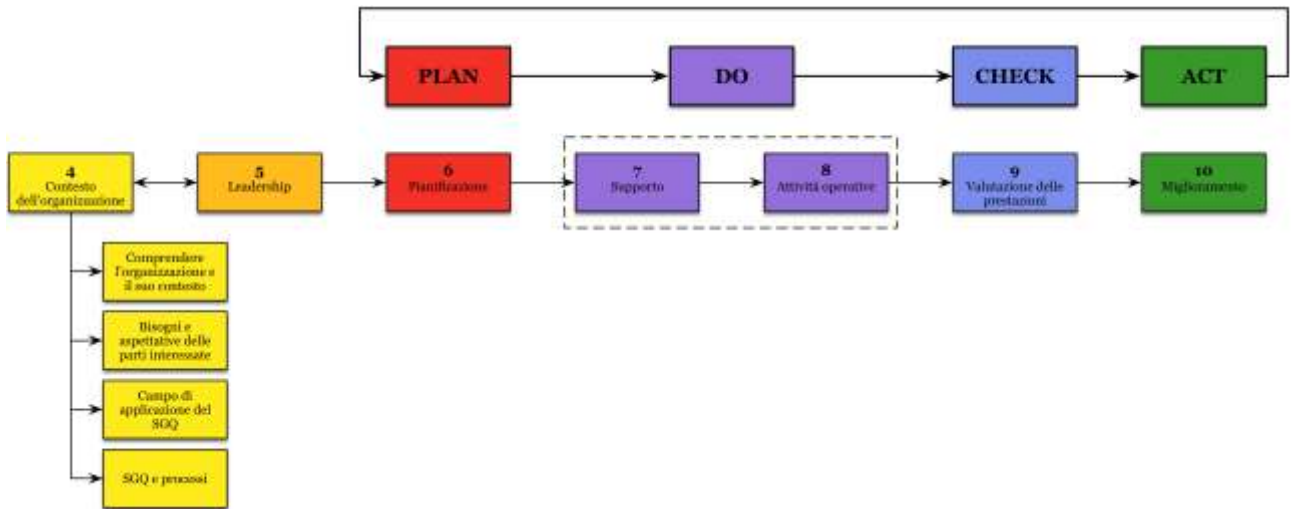 PLAN
DO
CHECK
ACT
4
Contesto
dell'organizzazione
5
Leadership
6
Pianificazione
7
Supporto
8
Attività operative
9
Valutazione delle
prestazioni
10
Miglioramento
Comprendere
l'organizzazione e
il suo contesto
Bisogni e
aspettative delle
parti interessate
Campo di
applicazione del
SGQ
SGQ e processi